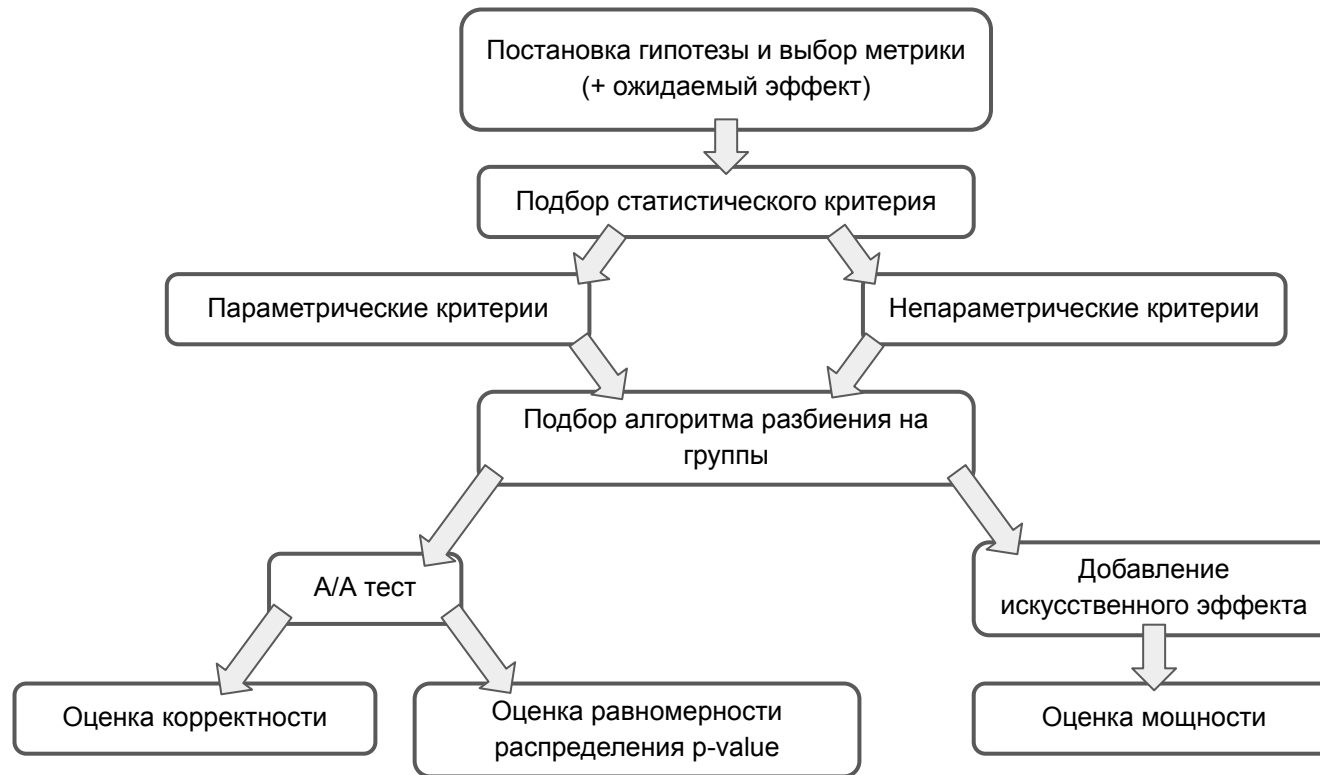 Постановка гипотезы и выбор метрики
(+ ожидаемый эффект)
Подбор статистического критерия
Параметрические критерии
Непараметрические критерии
Подбор алгоритма разбиения на
группы
А/А тест
Добавление
искусственного эффекта
Оценка корректности
Оценка равномерности
распределения p-value
Оценка мощности